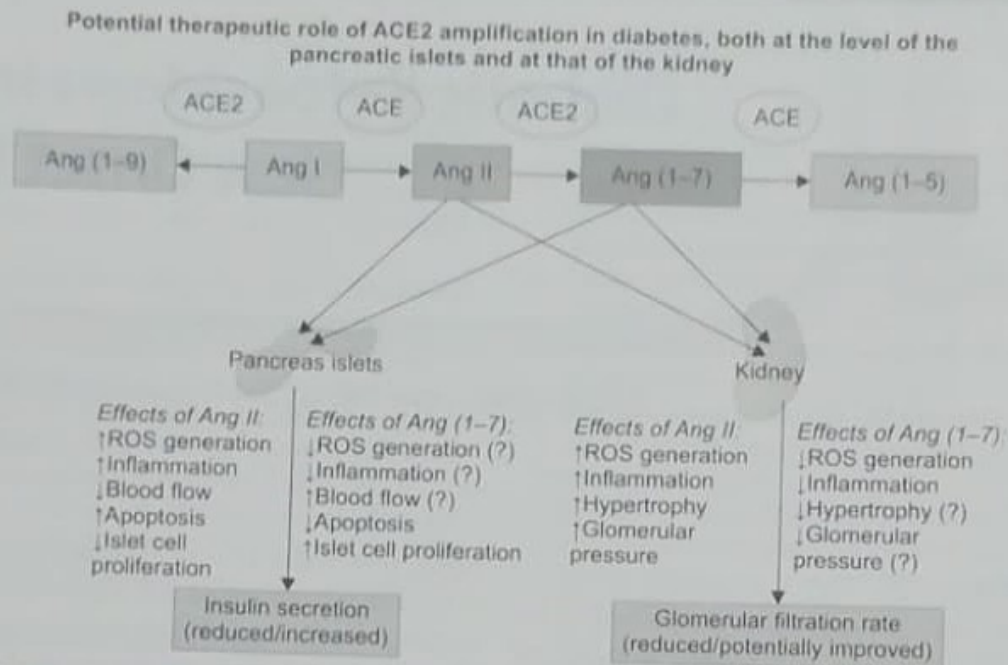 Potential therapeutic role of ACE2 amplification in diabetes, both at the level of the
pancreatic islets and at that of the kidney
ACE2
ACE
ACE2
ACE
Ang (1–9)
Ang I
Ang II
Ang (1–7)
Ang (1–5)
Pancreas islets
Kidney
Effects of Ang II:
↑ROS generation
↑Inflammation
↓Blood flow
↑Apoptosis
↓Islet cell
proliferation
Effects of Ang (1–7):
↓ROS generation (?)
↓Inflammation (?)
↑Blood flow (?)
↓Apoptosis
↑Islet cell proliferation
Effects of Ang II:
↑ROS generation
↑Inflammation
↑Hypertrophy
↑Glomerular
pressure
Effects of Ang (1–7):
↓ROS generation
↓Inflammation
↓Hypertrophy (?)
↓Glomerular
pressure (?)
Insulin secretion
(reduced/increased)
Glomerular filtration rate
(reduced/potentially improved)